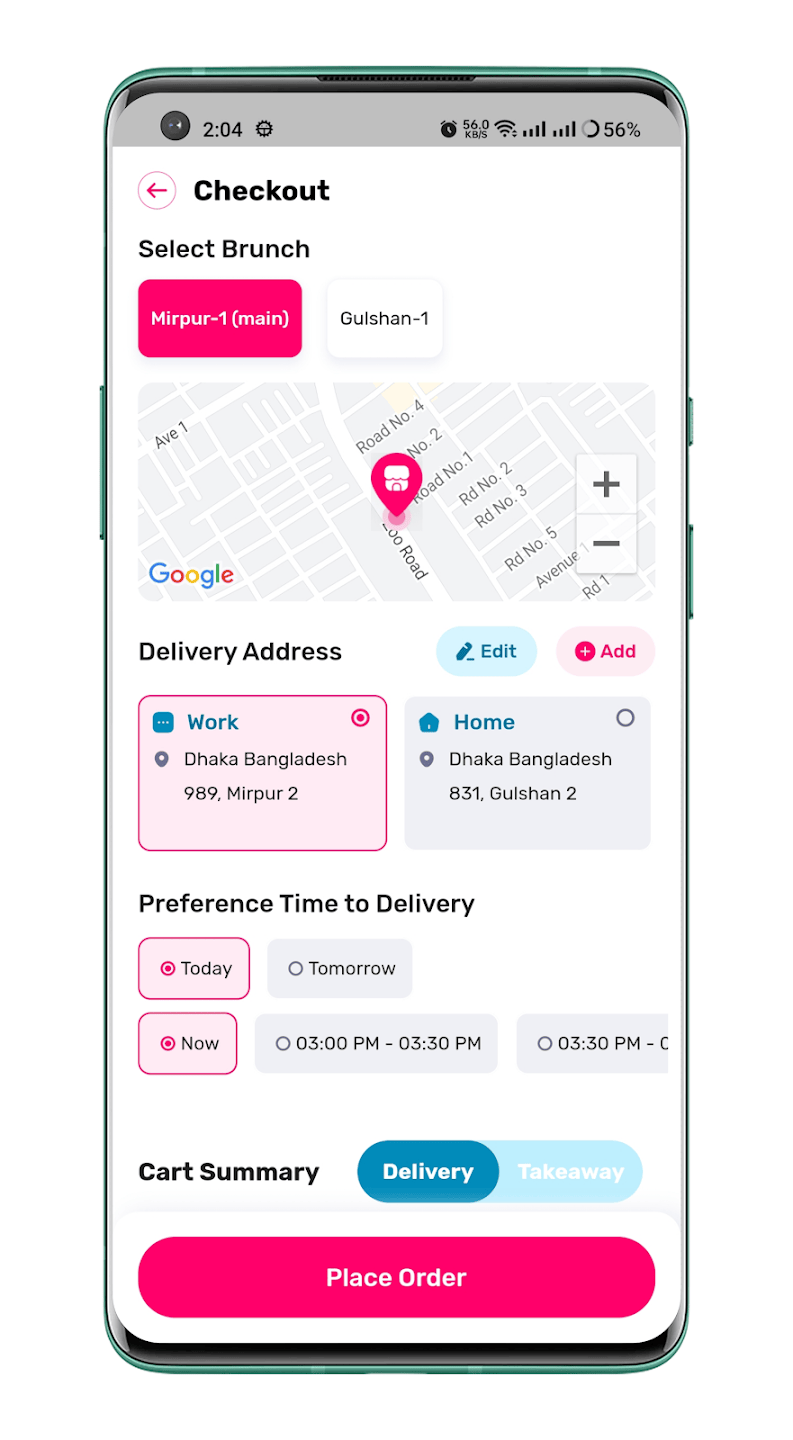 2:04 56.0 KB/S 56%
Checkout
Select Brunch
Mirpur-1 (main) Gulshan-1
Ave 1
Road No. 4
No. 2
Road No.1
Rd No. 2
Rd No. 3
Zoo Road
Rd No. 5
Avenue 1
Rd 1
Google
Delivery Address Edit Add
Work Home
Dhaka Bangladesh Dhaka Bangladesh
989, Mirpur 2 831, Gulshan 2
Preference Time to Delivery
Today Tomorrow
Now 03:00 PM - 03:30 PM 03:30 PM - 0
Cart Summary Delivery Takeaway
Place Order